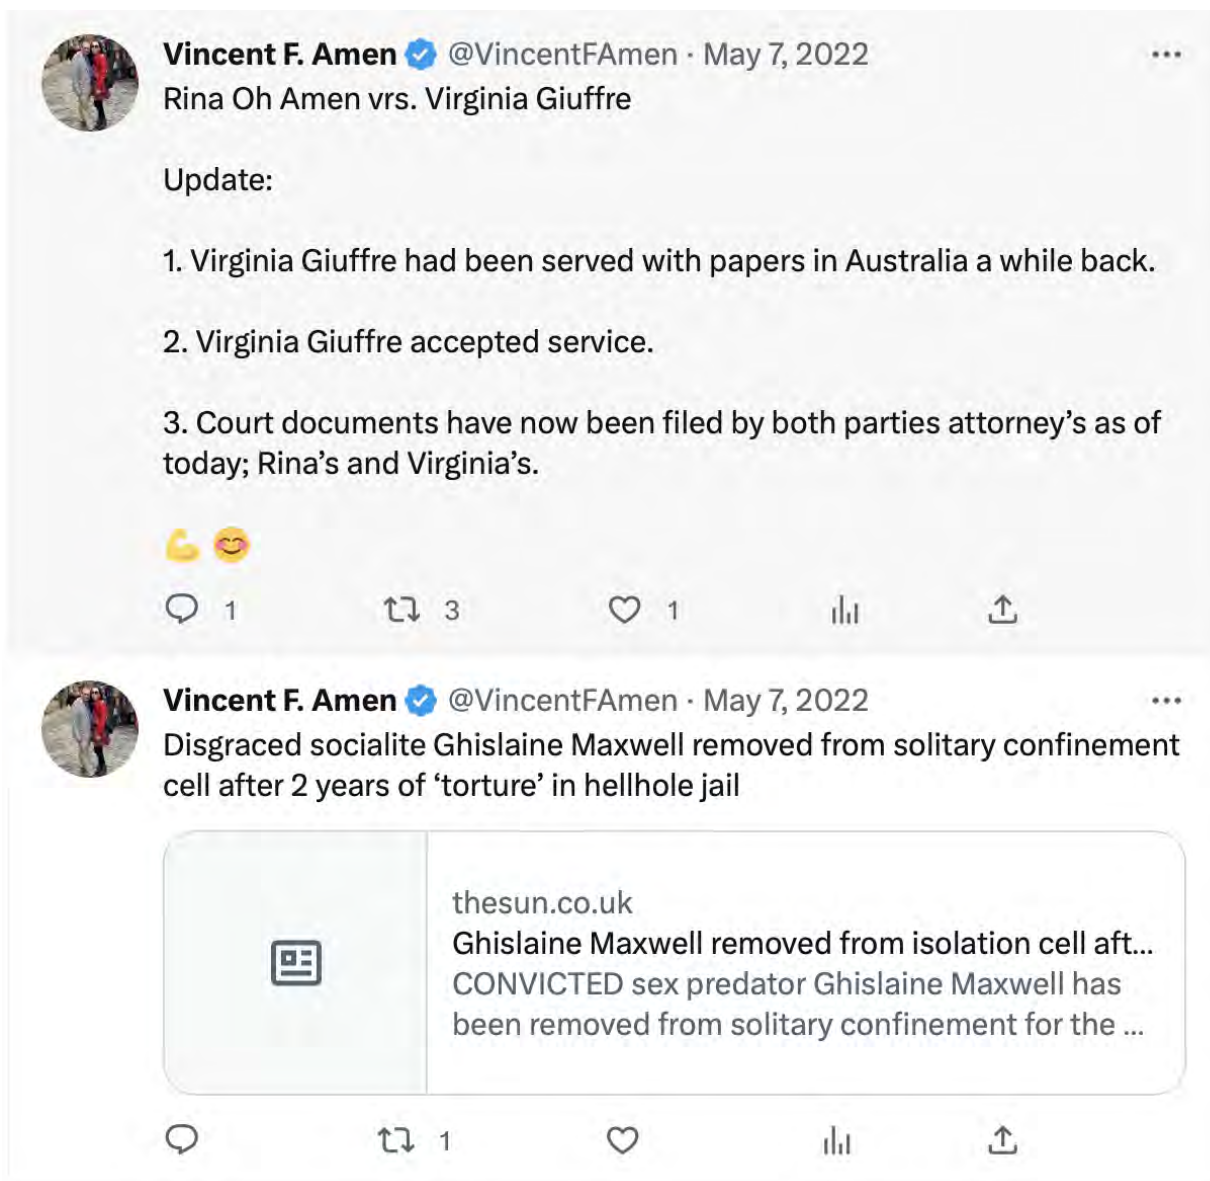 Vincent F. Amen @VincentFAmen · May 7, 2022
Rina Oh Amen vrs. Virginia Giuffre
Update:
1. Virginia Giuffre had been served with papers in Australia a while back.
2. Virginia Giuffre accepted service.
3. Court documents have now been filed by both parties attorney’s as of
today; Rina’s and Virginia’s.
💪 😊
1 3 1
Vincent F. Amen @VincentFAmen · May 7, 2022
Disgraced socialite Ghislaine Maxwell removed from solitary confinement
cell after 2 years of ‘torture’ in hellhole jail
thesun.co.uk
Ghislaine Maxwell removed from isolation cell aft...
CONVICTED sex predator Ghislaine Maxwell has
been removed from solitary confinement for the ...
1